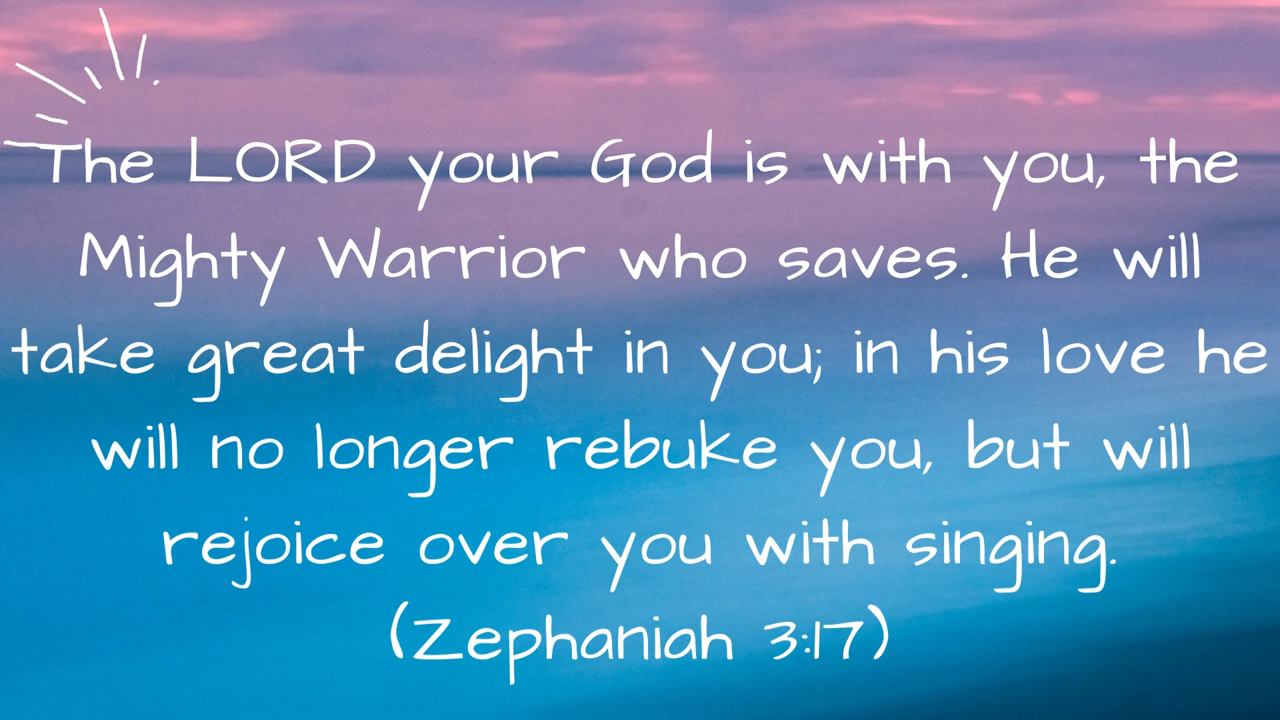 The LORD your God is with you, the
Mighty Warrior who saves. He will
take great delight in you; in his love he
will no longer rebuke you, but will
rejoice over you with singing.
(Zephaniah 3:17)